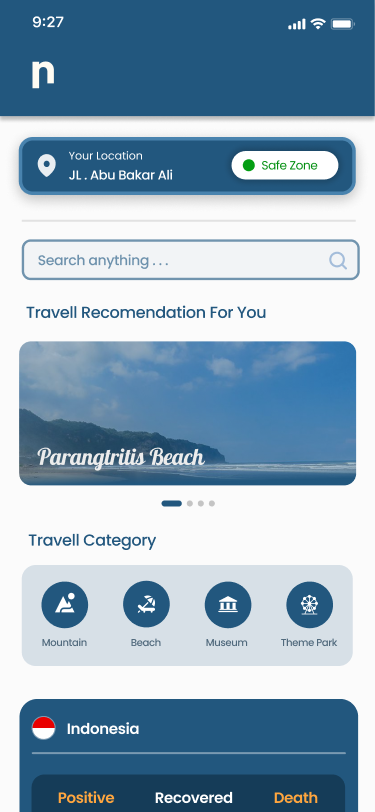 9:27
n
Your Location
JL . Abu Bakar Ali
Safe Zone
Search anything . . .
Travell Recomendation For You
Parangtritis Beach
Travell Category
Mountain
Beach
Museum
Theme Park
Indonesia
Positive
Recovered
Death